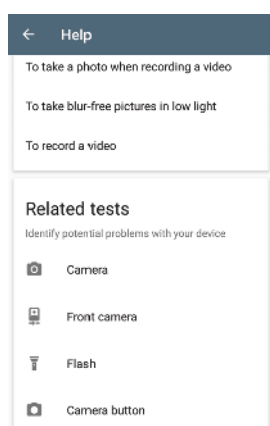 Help
To take a photo when recording a video
To take blur-free pictures in low light
To record a video
Related tests
Identify potential problems with your device
Camera
Front camera
Flash
Camera button